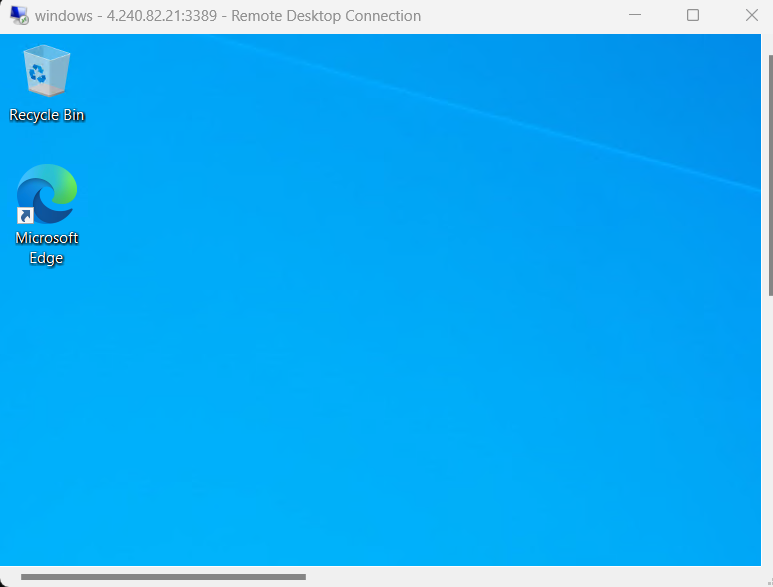 windows - 4.240.82.21:3389 - Remote Desktop Connection
Recycle Bin
Microsoft
Edge